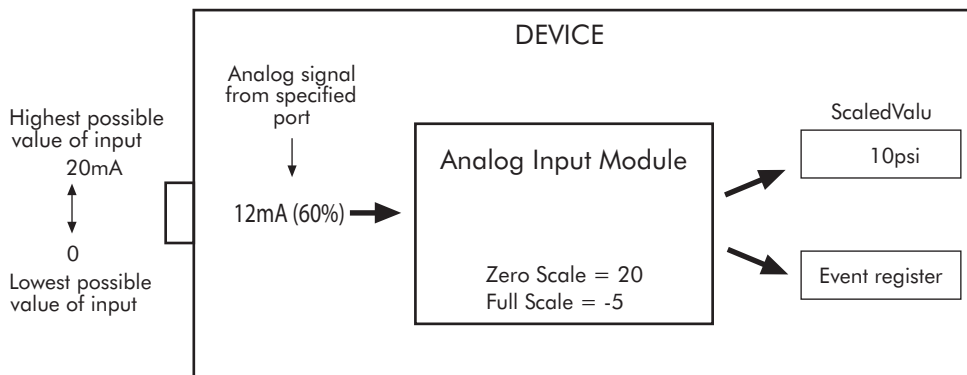 DEVICE
Highest possible
value of input
20mA
0
Lowest possible
value of input
Analog signal
from specified
port
12mA (60%)
Analog Input Module
Zero Scale = 20
Full Scale = -5
ScaledValu
10psi
Event register